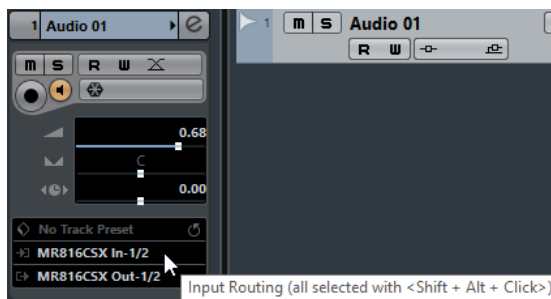 1 Audio 01 e
1 m S Audio 01
R W
m S R W
0.68
C
0.00
No Track Preset
MR816CSX In-1/2
MR816CSX Out-1/2
Input Routing (all selected with <Shift + Alt + Click>)